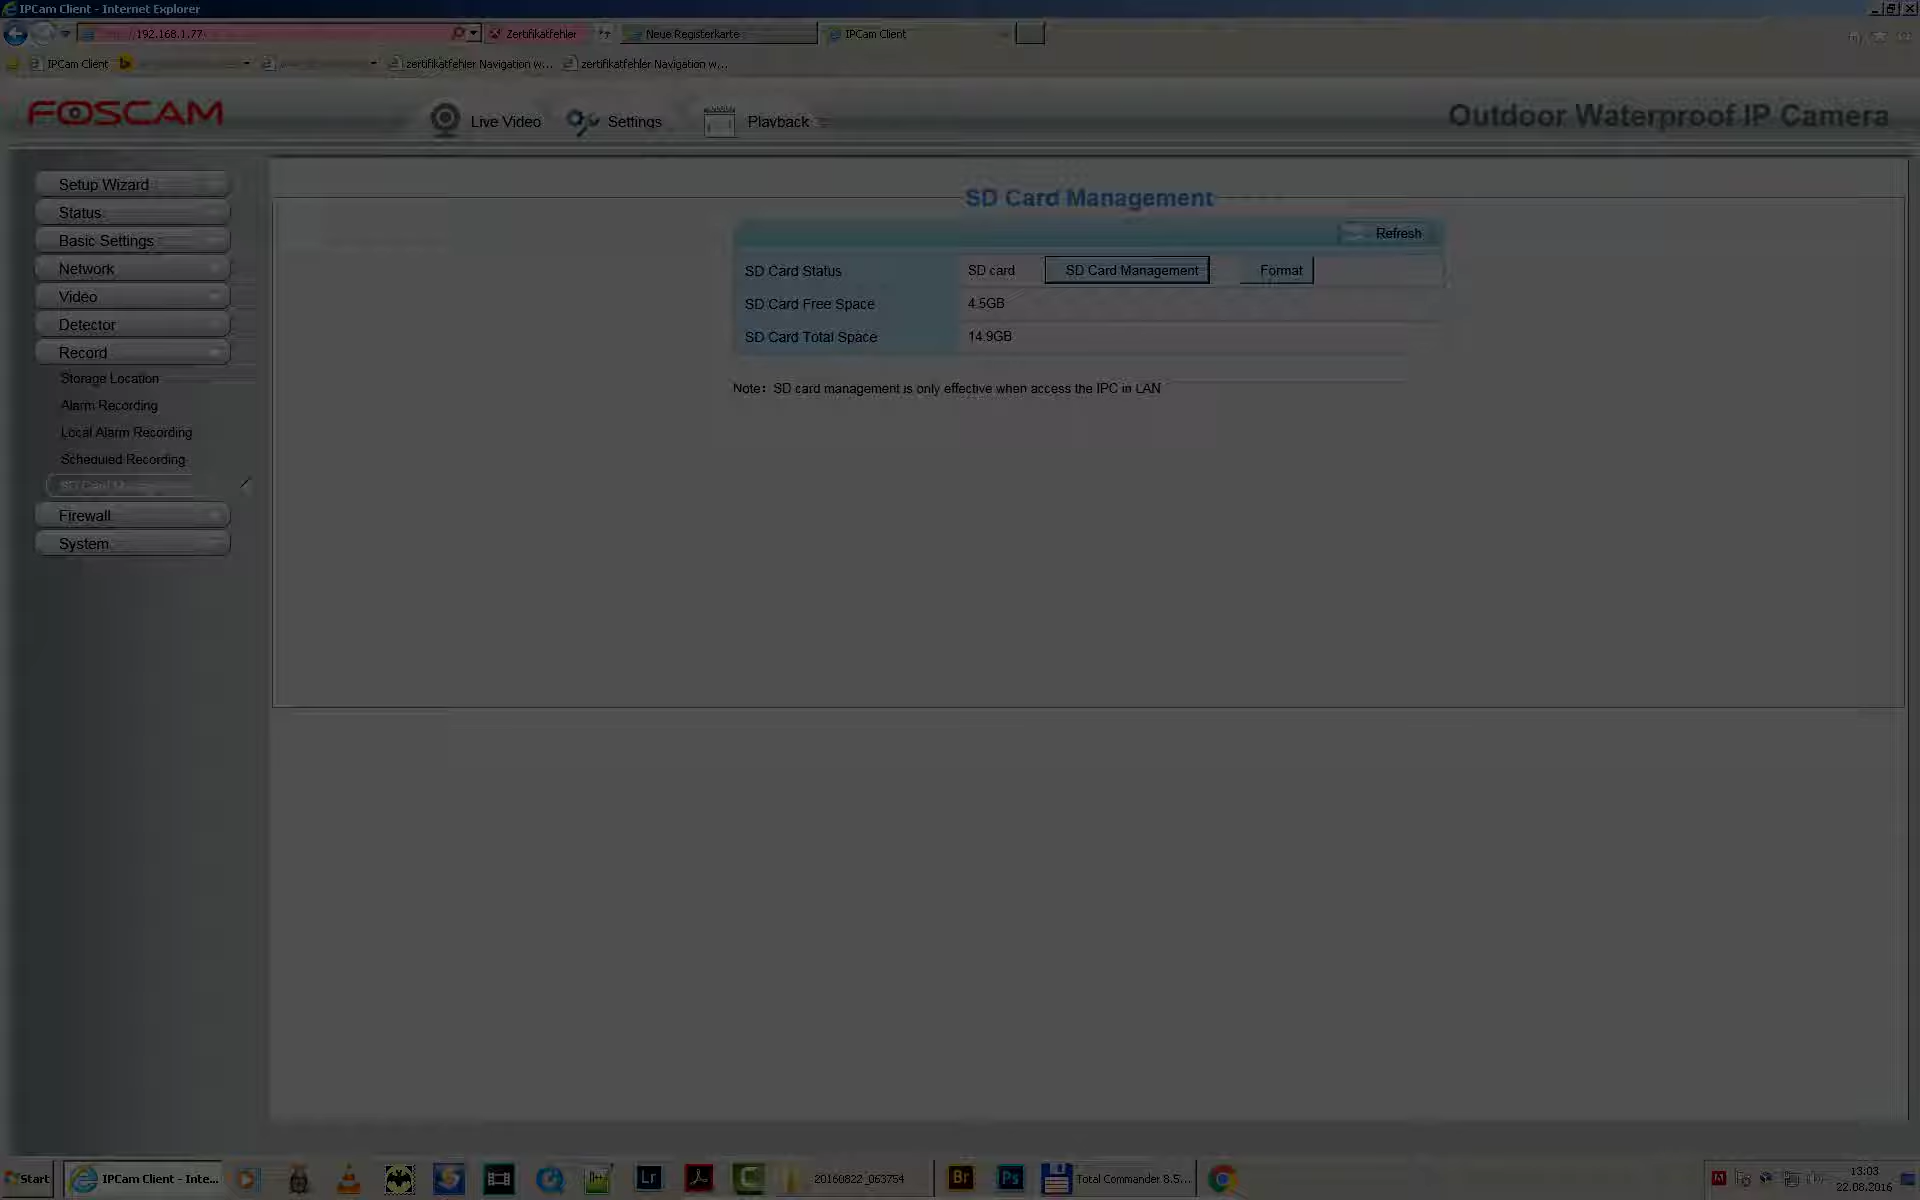 IPCam Client - Internet Explorer
192.168.1.77
Zertifikatfehler
Neue Registerkarte
IPCam Client
IPCam Client
zertifikatfehler Navigation w...
zertifikatfehler Navigation w...
FOSCAM
Live Video
Settings
Playback
Outdoor Waterproof IP Camera
Setup Wizard
Status
Basic Settings
Network
Video
Detector
Record
Storage Location
Alarm Recording
Local Alarm Recording
Scheduled Recording
SD Card M
Firewall
System
SD Card Management
Refresh
SD Card Status
SD card
SD Card Management
Format
SD Card Free Space
4.5GB
SD Card Total Space
14.9GB
Note: SD card management is only effective when access the IPC in LAN
Start
IPCam Client - Inte...
Lr
20160822_063754
Br
Ps
Total Commander 8.5...
13:03
22.08.2016